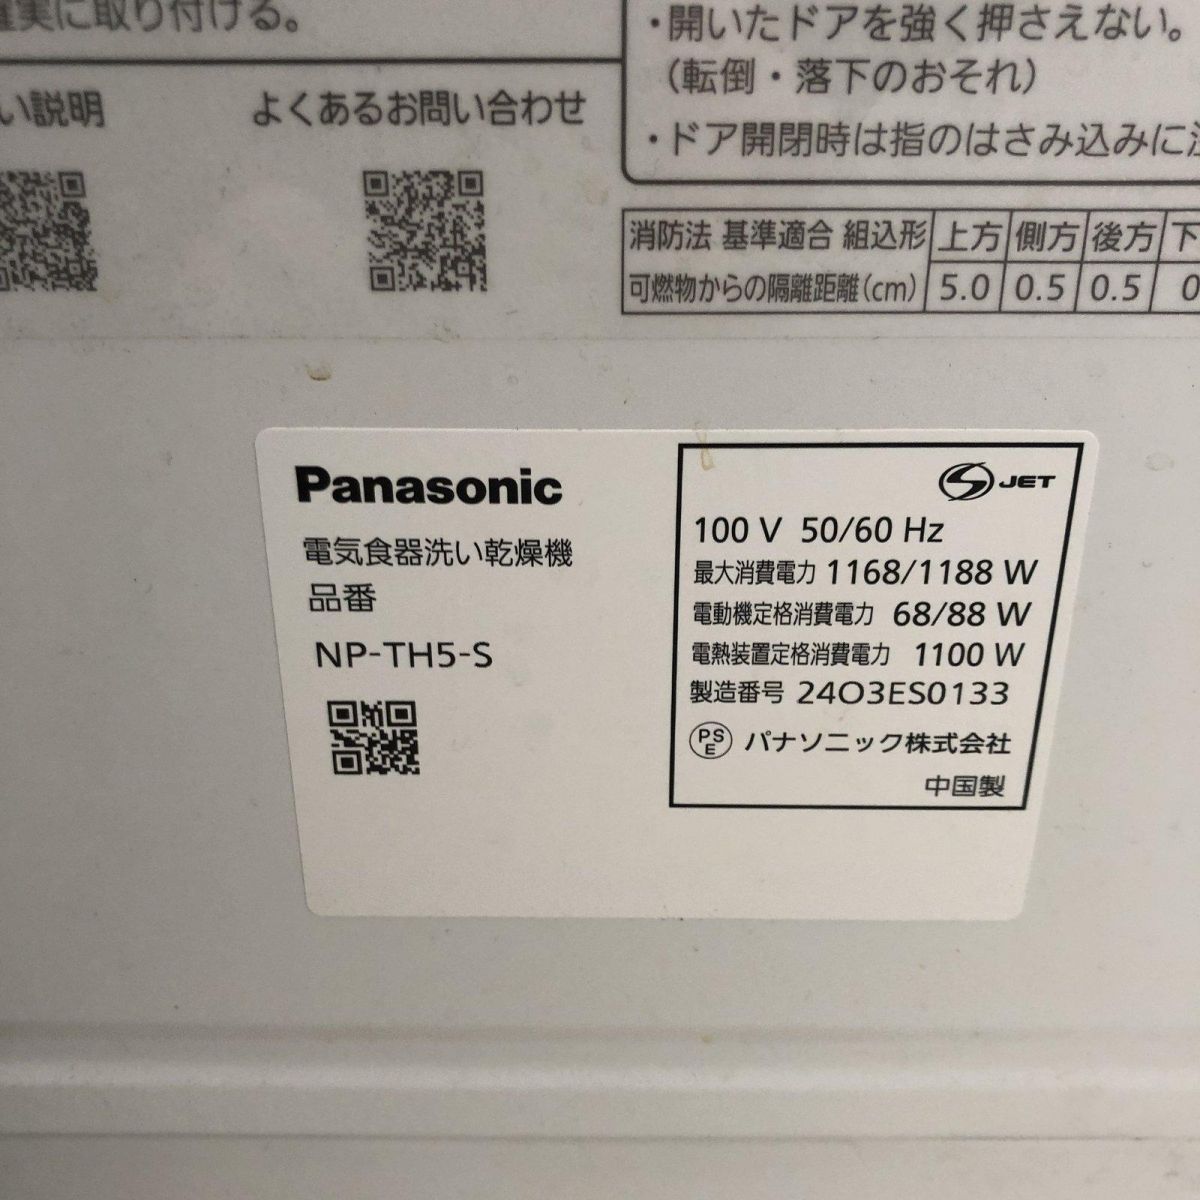 実に取り付ける。
い説明
よくあるお問い合わせ
・開いたドアを強く押さえない。
(転倒・落下のおそれ)
・ドア開閉時は指のはさみ込みに注
消防法 基準適合 組込形 上方 側方 後方 下
可燃物からの隔離距離(cm) 5.0 0.5 0.5 0
Panasonic
電気食器洗い乾燥機
品番
NP-TH5-S
S JET
100 V 50/60 Hz
最大消費電力 1168/1188 W
電動機定格消費電力 68/88 W
電熱装置定格消費電力 1100 W
製造番号 24O3ES0133
PSE パナソニック株式会社
中国製